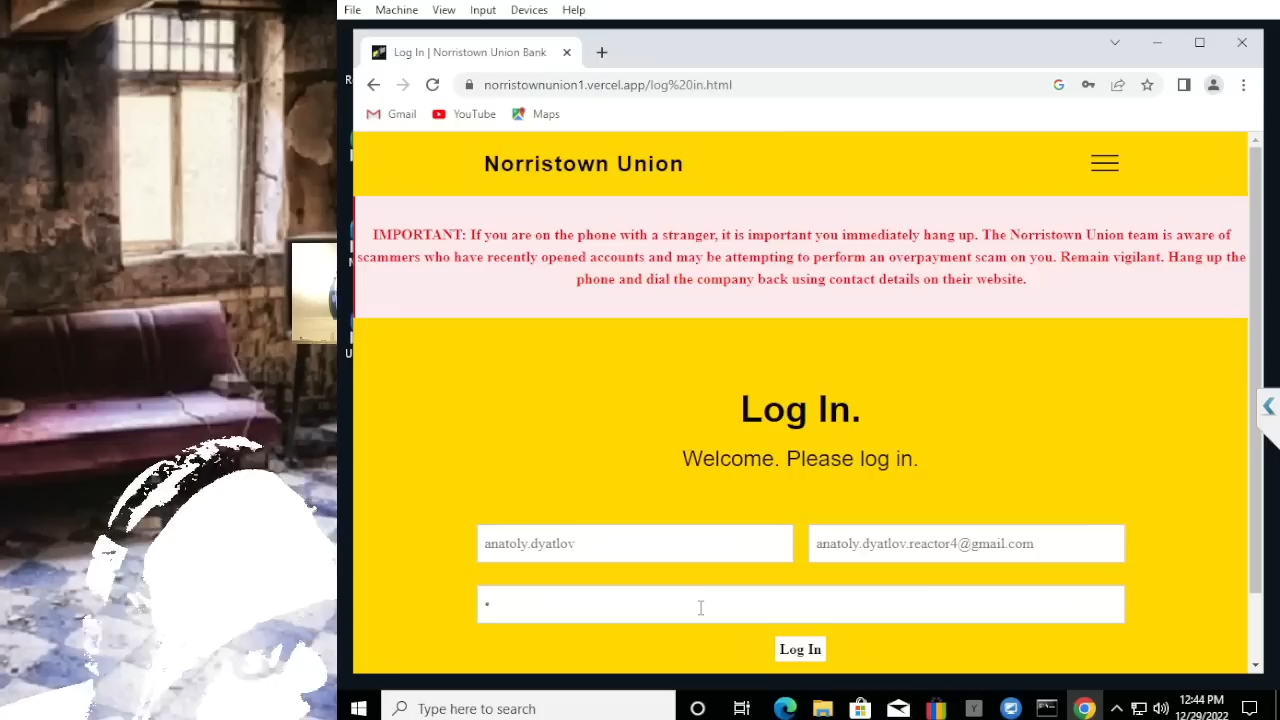 File Machine View Input Devices Help
Log In | Norristown Union Bank
norristownunion1.vercel.app/log%20in.html
Gmail YouTube Maps
Norristown Union
IMPORTANT: If you are on the phone with a stranger, it is important you immediately hang up. The Norristown Union team is aware of
scammers who have recently opened accounts and may be attempting to perform an overpayment scam on you. Remain vigilant. Hang up the
phone and dial the company back using contact details on their website.
Log In.
Welcome. Please log in.
anatoly.dyatlov anatoly.dyatlov.reactor4@gmail.com
Log In
Type here to search
12:44 PM
12/29/2022